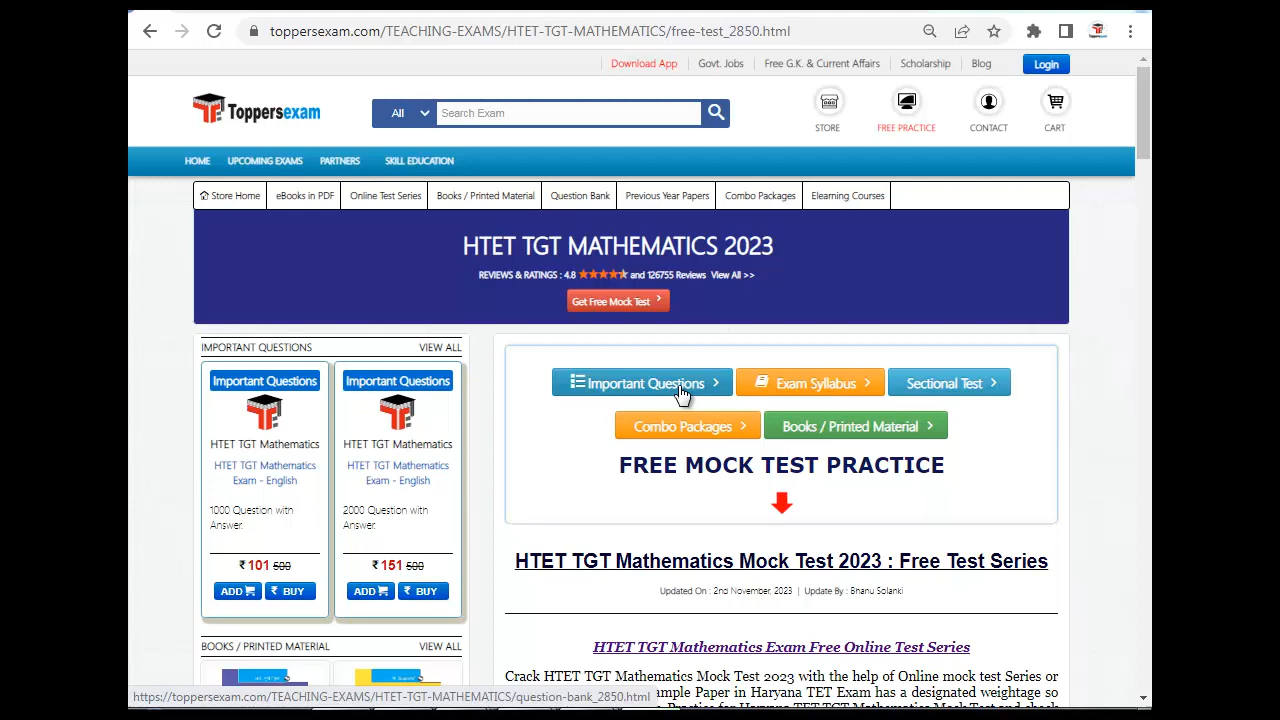 toppersexam.com/TEACHING-EXAMS/HTET-TGT-MATHEMATICS/free-test_2850.html
Download App Govt. Jobs Free G.K. & Current Affairs Scholarship Blog Login
Toppersexam
All Search Exam
STORE FREE PRACTICE CONTACT CART
HOME UPCOMING EXAMS PARTNERS SKILL EDUCATION
Store Home eBooks in PDF Online Test Series Books / Printed Material Question Bank Previous Year Papers Combo Packages Elearning Courses
HTET TGT MATHEMATICS 2023
REVIEWS & RATINGS : 4.8 and 126755 Reviews View All >>
Get Free Mock Test
IMPORTANT QUESTIONS VIEW ALL
Important Questions
HTET TGT Mathematics
HTET TGT Mathematics
Exam - English
1000 Question with
Answer.
₹ 101 500
ADD ₹ BUY
Important Questions
HTET TGT Mathematics
HTET TGT Mathematics
Exam - English
2000 Question with
Answer.
₹ 151 500
ADD ₹ BUY
BOOKS / PRINTED MATERIAL VIEW ALL
Important Questions Exam Syllabus Sectional Test
Combo Packages Books / Printed Material
FREE MOCK TEST PRACTICE
HTET TGT Mathematics Mock Test 2023 : Free Test Series
Updated On : 2nd November, 2023 | Update By : Bhanu Solanki
HTET TGT Mathematics Exam Free Online Test Series
Crack HTET TGT Mathematics Mock Test 2023 with the help of Online mock test Series or
ample Paper in Haryana TET Exam has a designated weightage so
https://toppersexam.com/TEACHING-EXAMS/HTET-TGT-MATHEMATICS/question-bank_2850.html